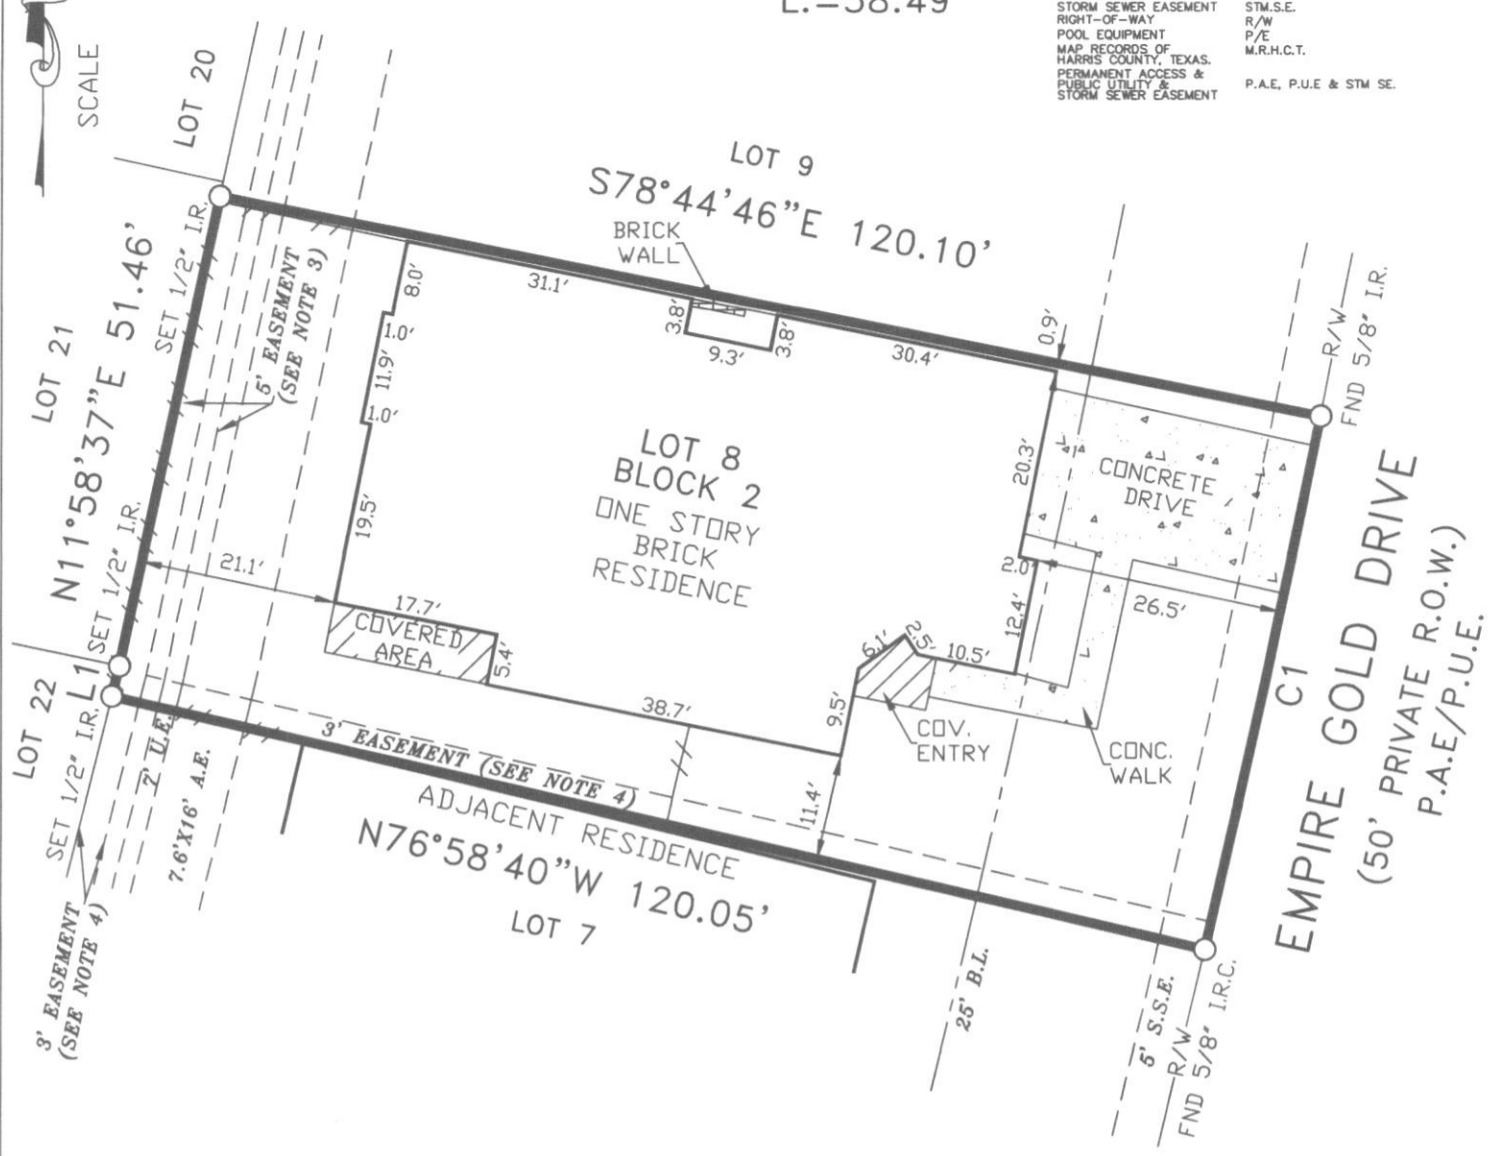 L.=58.49
STORM SEWER EASEMENT STM.S.E.
RIGHT-OF-WAY R/W
POOL EQUIPMENT P/E
MAP RECORDS OF
HARRIS COUNTY, TEXAS. M.R.H.C.T.
PERMANENT ACCESS &
PUBLIC UTILITY & P.A.E, P.U.E & STM SE.
STORM SEWER EASEMENT
SCALE
LOT 20
LOT 9
S78°44'46"E 120.10'
BRICK
WALL
SET 1/2" I.R.
5' EASEMENT
(SEE NOTE 3)
LOT 21
N11°58'37"E 51.46'
8.0'
1.0'
11.9'
1.0'
19.5'
31.1'
3.8'
9.3'
3.8'
30.4'
0.9'
R/W
FND 5/8" I.R.
LOT 8
BLOCK 2
ONE STORY
BRICK
RESIDENCE
20.3'
CONCRETE
DRIVE
2.0'
26.5'
12.4'
21.1'
17.7'
COVERED
AREA
5.4'
6.1'
2.5'
10.5'
9.5'
38.7'
COV.
ENTRY
CONC.
WALK
11.4'
C1
EMPIRE GOLD DRIVE
(50' PRIVATE R.O.W.)
P.A.E/P.U.E.
SET 1/2" I.R.
L1
LOT 22
SET 1/2" I.R.
7' U.E.
7.6'X16' A.E.
3' EASEMENT (SEE NOTE 4)
ADJACENT RESIDENCE
N76°58'40"W 120.05'
LOT 7
3' EASEMENT
(SEE NOTE 4)
25' B.L.
5' S.S.E.
R/W
FND 5/8" I.R.C.